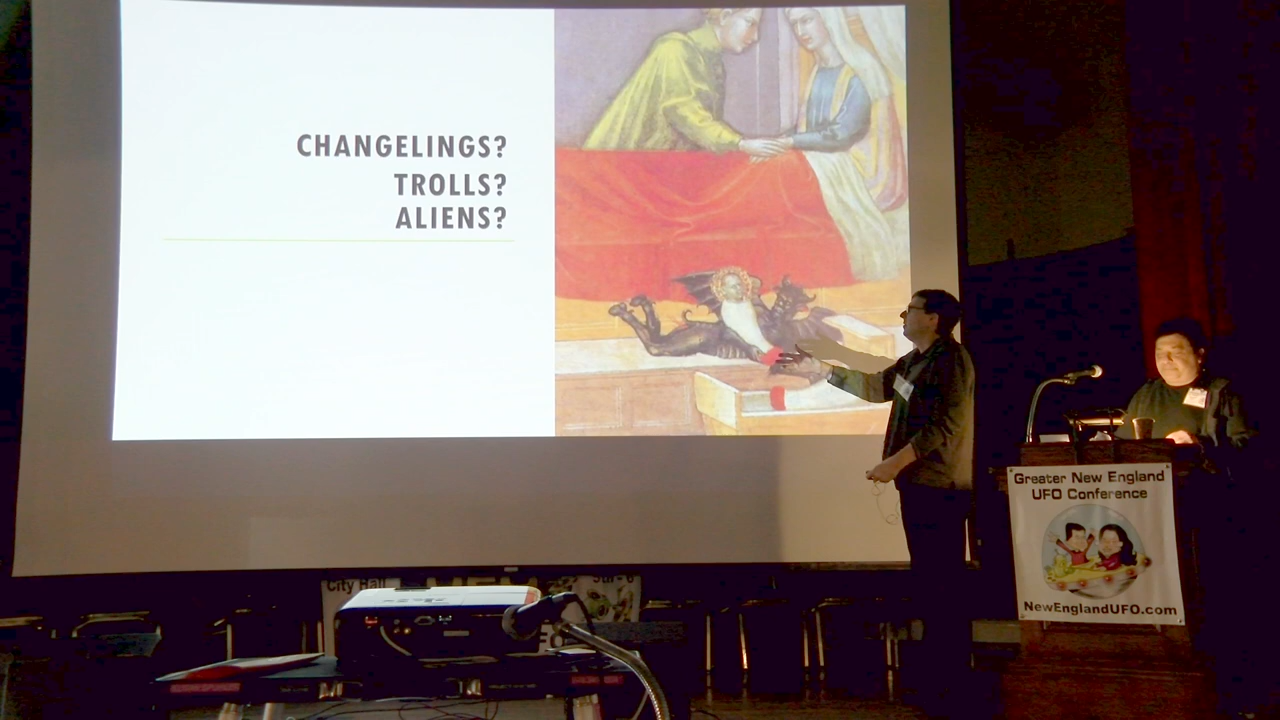 CHANGELINGS?
TROLLS?
ALIENS?
Greater New England
UFO Conference
NewEnglandUFO.com
City Hall